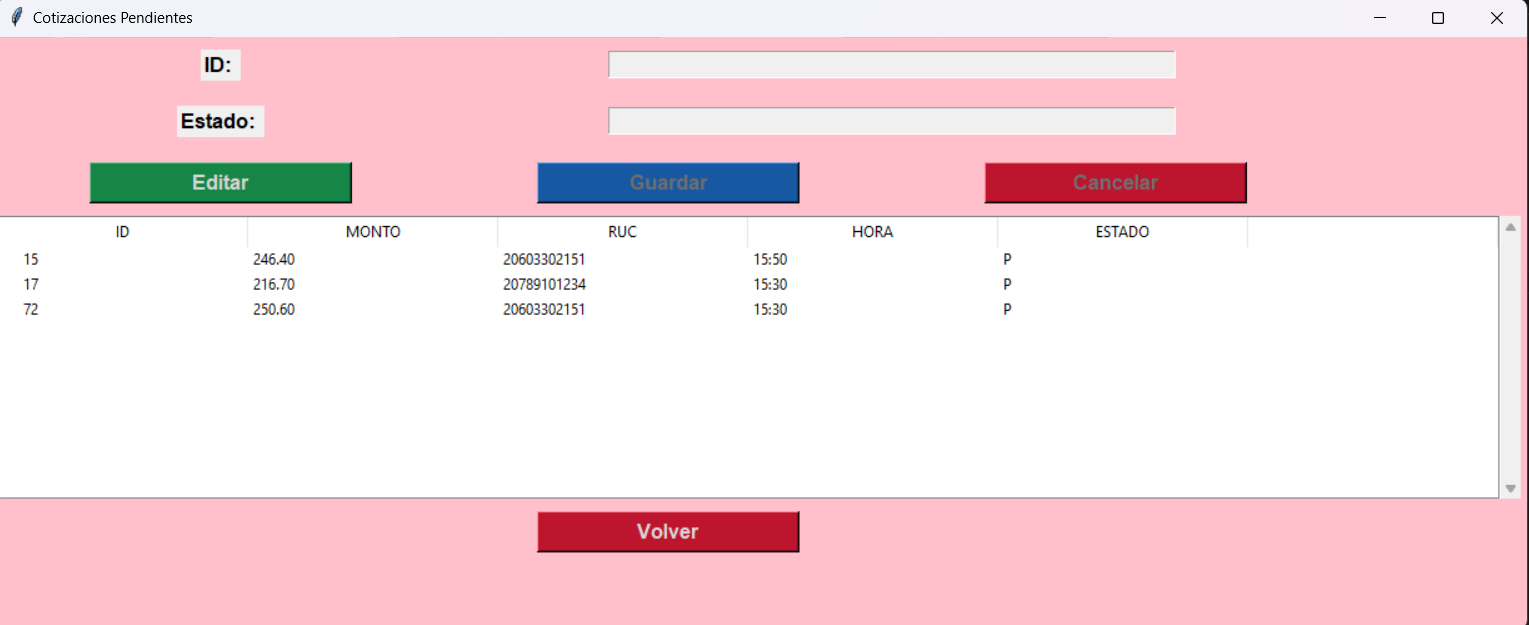 Cotizaciones Pendientes
ID:
Estado:
Editar Guardar Cancelar
ID MONTO RUC HORA ESTADO
15 246.40 20603302151 15:50 P
17 216.70 20789101234 15:30 P
72 250.60 20603302151 15:30 P
Volver